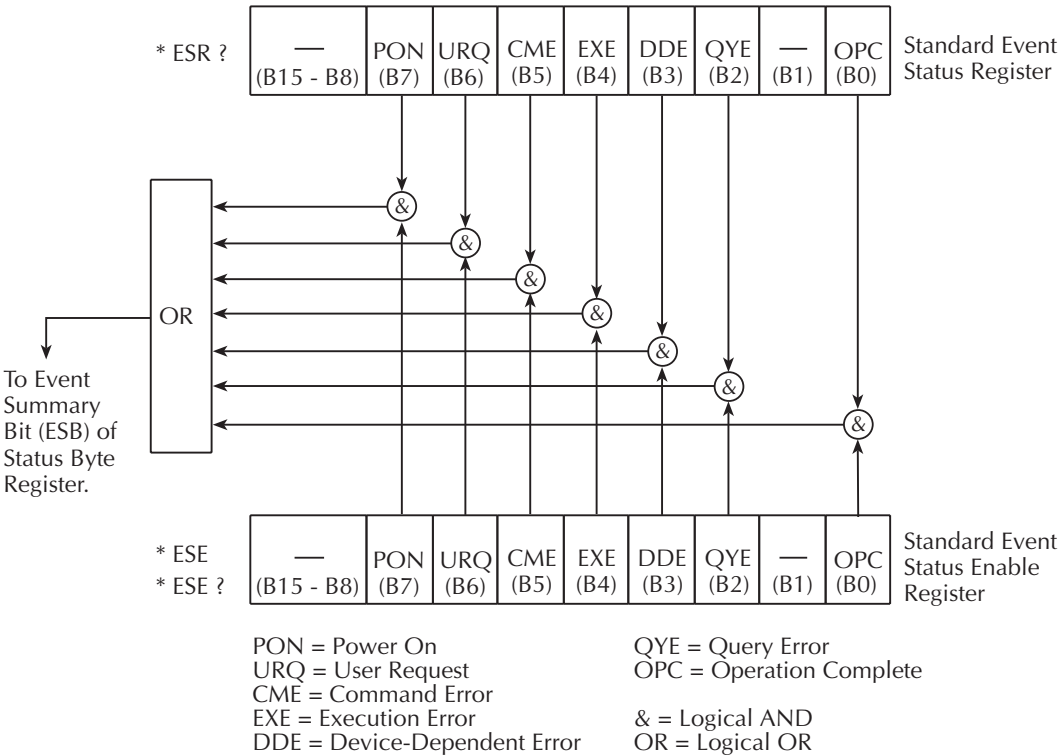 * ESR ?
— PON URQ CME EXE DDE QYE — OPC
(B15 - B8) (B7) (B6) (B5) (B4) (B3) (B2) (B1) (B0)
Standard Event
Status Register
&
&
&
&
&
&
&
OR
To Event
Summary
Bit (ESB) of
Status Byte
Register.
* ESE
* ESE ?
— PON URQ CME EXE DDE QYE — OPC
(B15 - B8) (B7) (B6) (B5) (B4) (B3) (B2) (B1) (B0)
Standard Event
Status Enable
Register
PON = Power On
URQ = User Request
CME = Command Error
EXE = Execution Error
DDE = Device-Dependent Error
QYE = Query Error
OPC = Operation Complete
& = Logical AND
OR = Logical OR